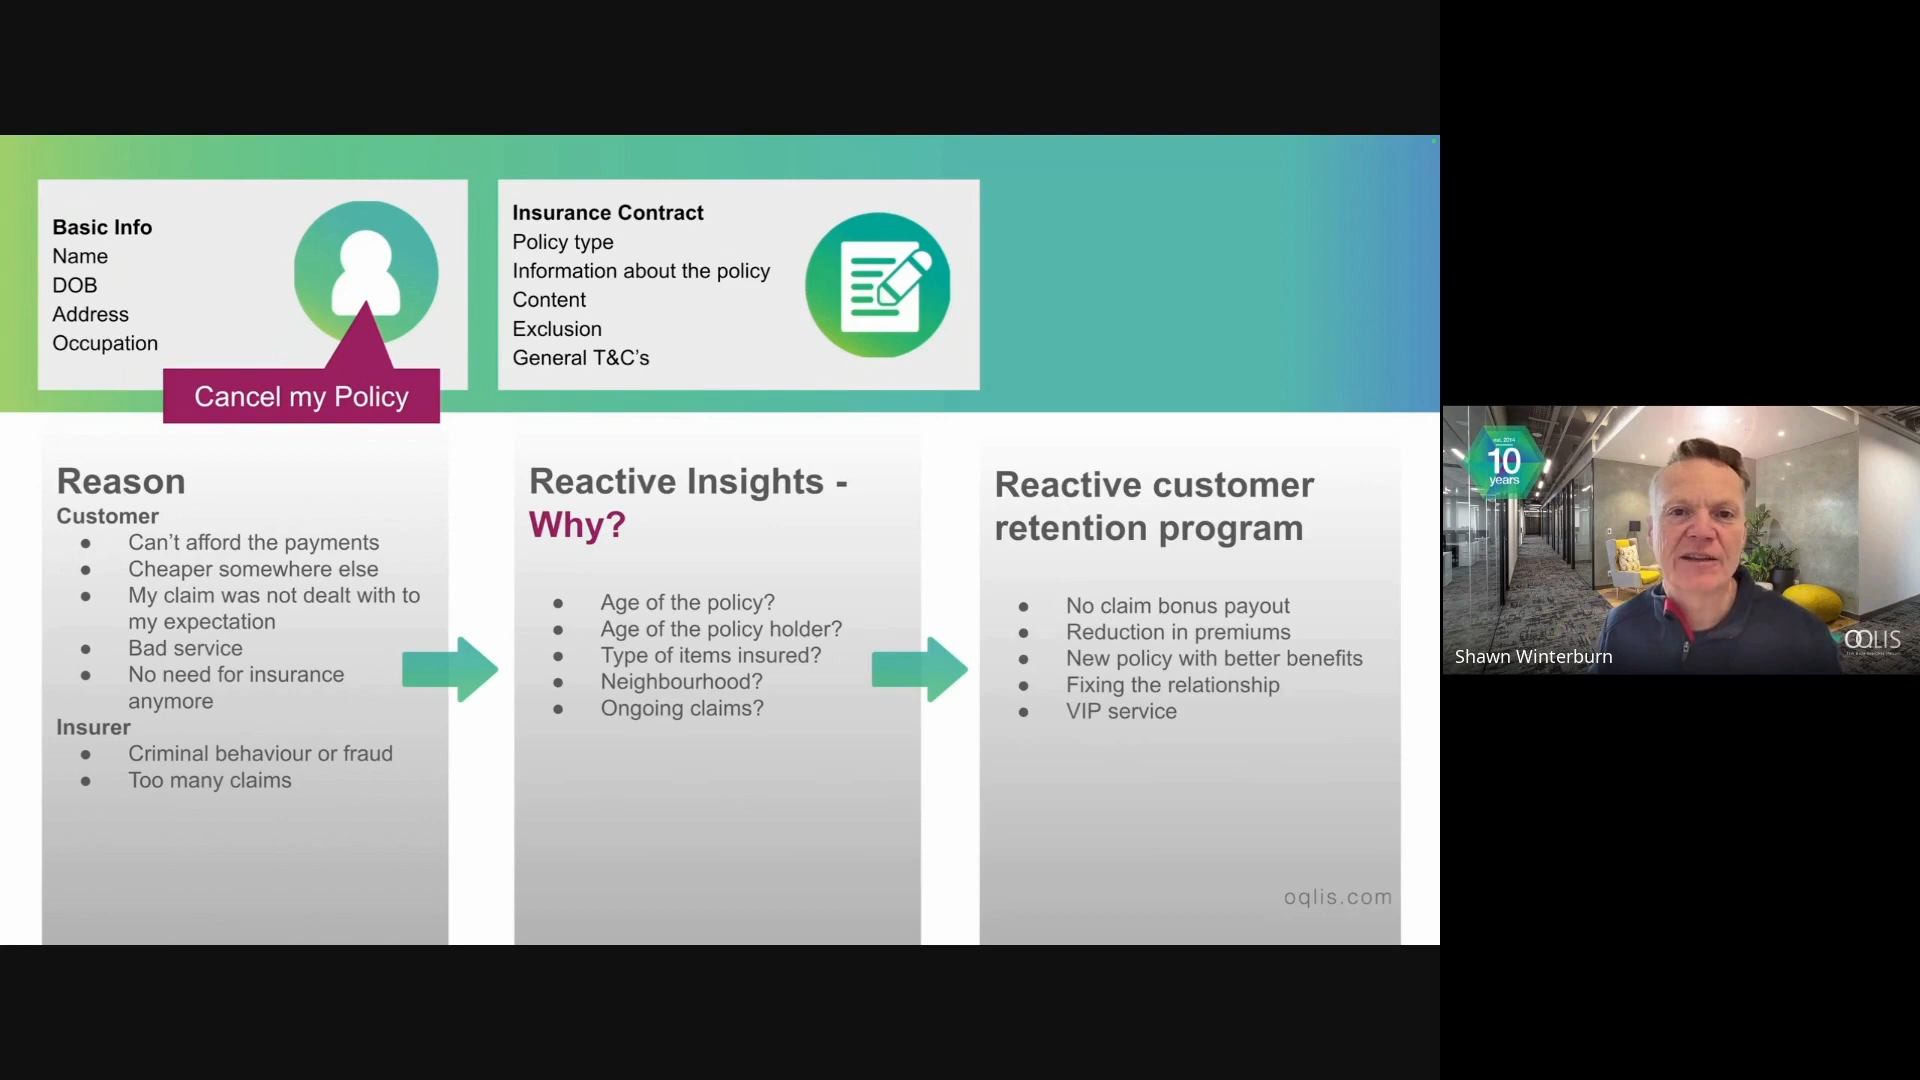 Basic Info
Name
DOB
Address
Occupation
Cancel my Policy
Insurance Contract
Policy type
Information about the policy
Content
Exclusion
General T&C's
Reason
Customer
● Can't afford the payments
● Cheaper somewhere else
● My claim was not dealt with to
my expectation
● Bad service
● No need for insurance
anymore
Insurer
● Criminal behaviour or fraud
● Too many claims
Reactive Insights -
Why?
● Age of the policy?
● Age of the policy holder?
● Type of items insured?
● Neighbourhood?
● Ongoing claims?
Reactive customer
retention program
● No claim bonus payout
● Reduction in premiums
● New policy with better benefits
● Fixing the relationship
● VIP service
oqlis.com
est. 2014
10
years
OQLIS
Shawn Winterburn